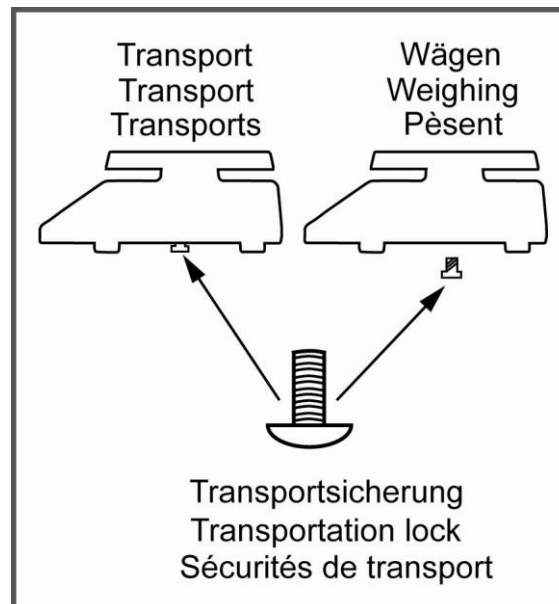 Transport
Transport
Transports
Wägen
Weighing
Pèsent
Transportsicherung
Transportation lock
Sécurités de transport